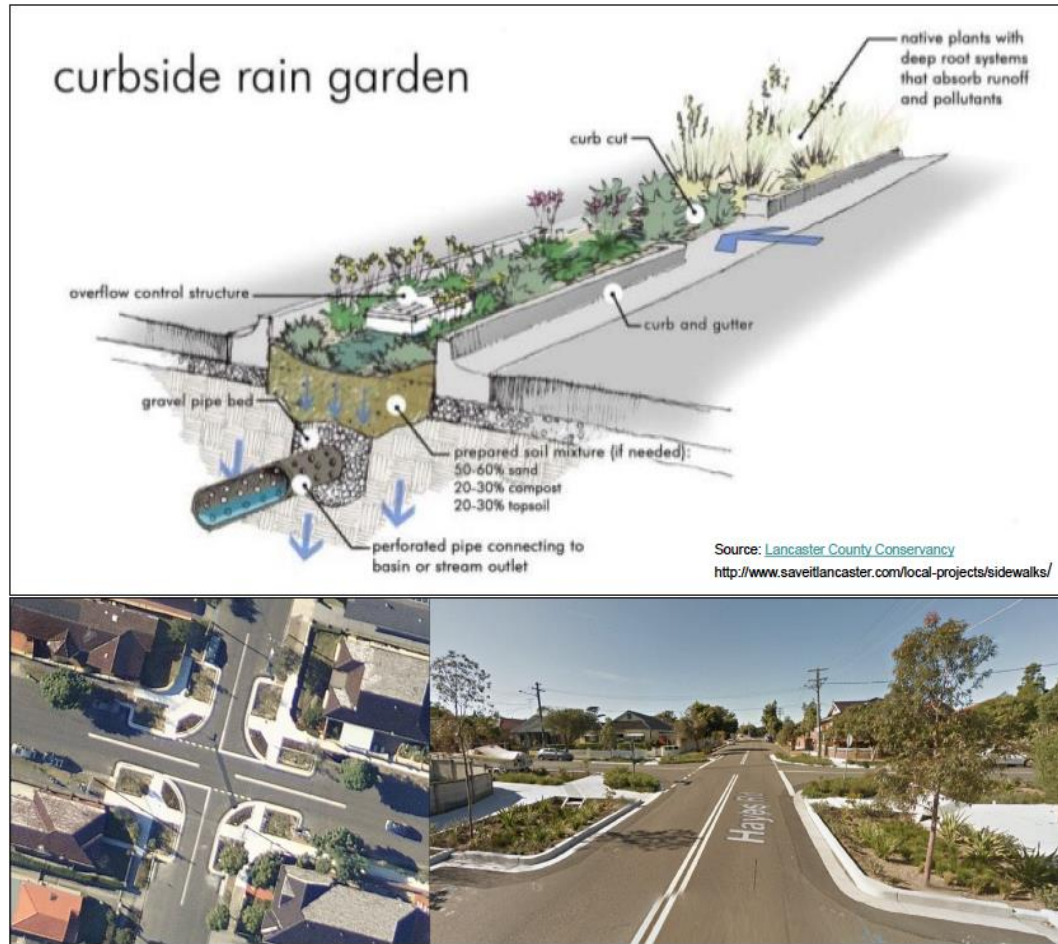 curbside rain garden
native plants with
deep root systems
that absorb runoff
and pollutants
curb cut
overflow control structure
curb and gutter
gravel pipe bed
prepared soil mixture (if needed):
50-60% sand
20-30% compost
20-30% topsoil
perforated pipe connecting to
basin or stream outlet
Source: Lancaster County Conservancy
http://www.saveitlancaster.com/local-projects/sidewalks/
Hayes Rd